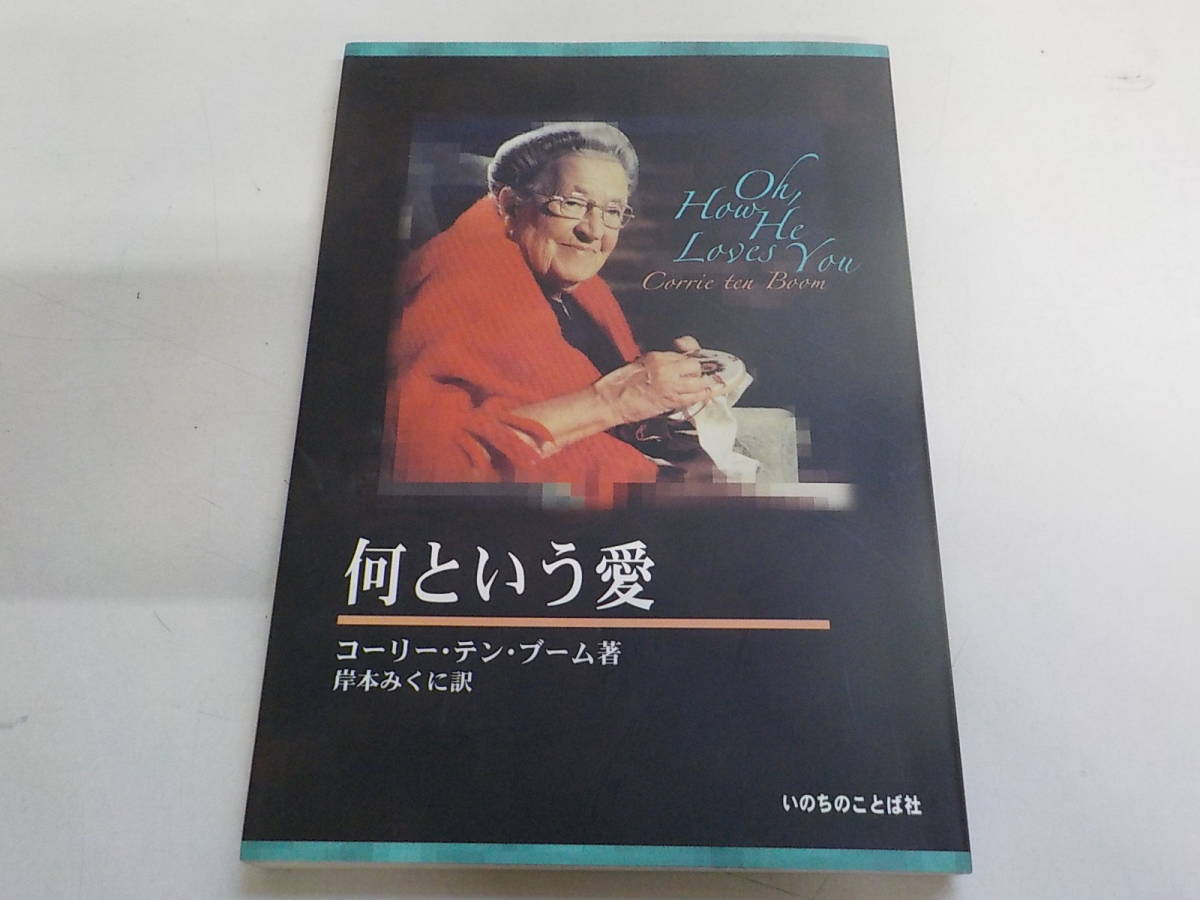 Oh,
How He
Loves You
Corrie ten Boom
何という愛
コーリー・テン・ブーム著
岸本みくに訳
いのちのことば社